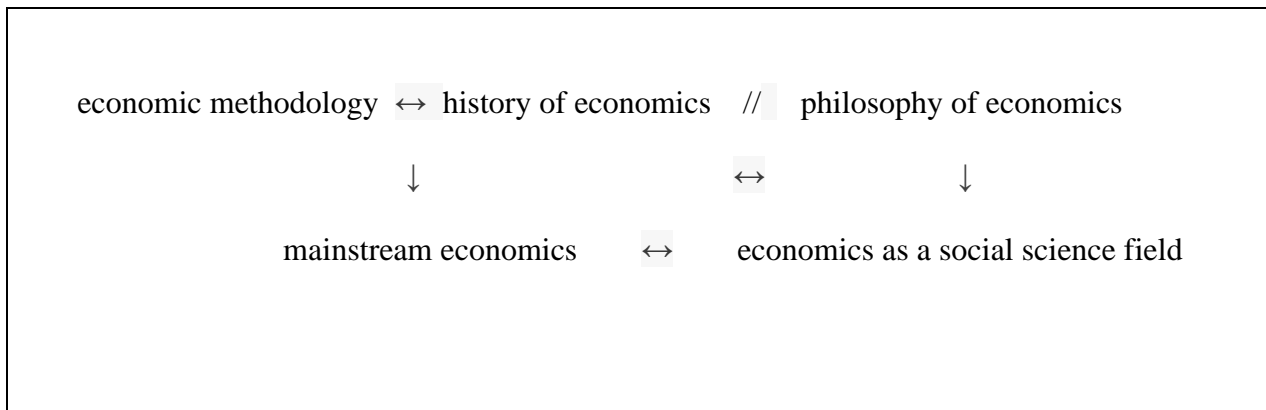 economic methodology ↔ history of economics // philosophy of economics
↓ ↔ ↓
mainstream economics ↔ economics as a social science field